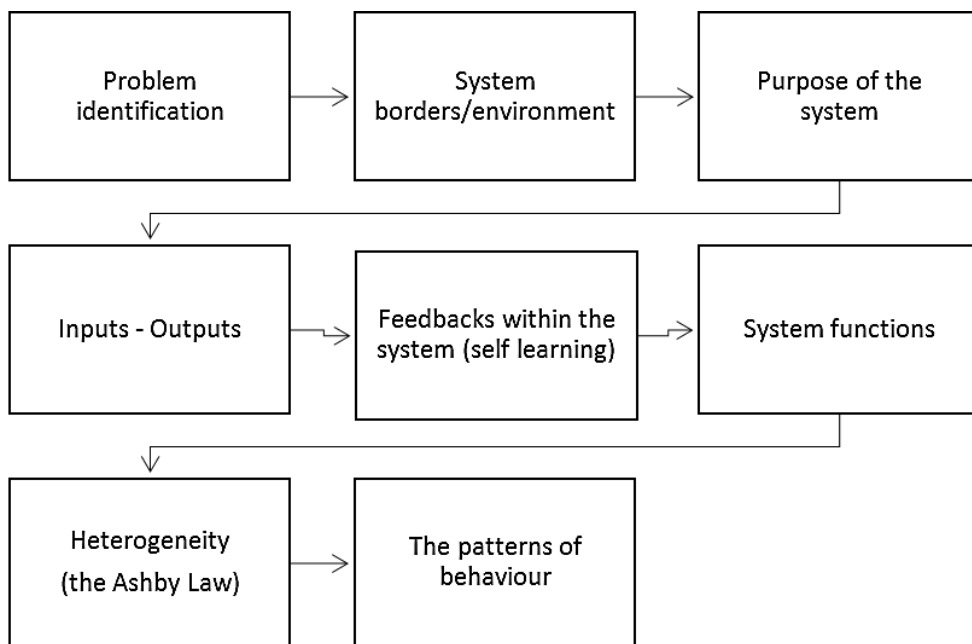 Problem
identification
System
borders/environment
Purpose of the
system
Inputs - Outputs
Feedbacks within the
system (self learning)
System functions
Heterogeneity
(the Ashby Law)
The patterns of
behaviour